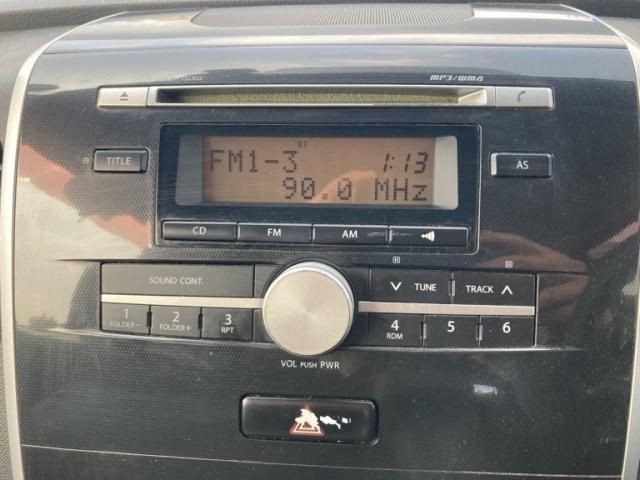 MP3/WMA
TITLE
ST
FM1-3 1:13
90.0 MHz
AS
CD FM AM
SOUND CONT.
TUNE TRACK
1 FOLDER− 2 FOLDER+ 3 RPT
4 RDM 5 6
VOL PUSH PWR